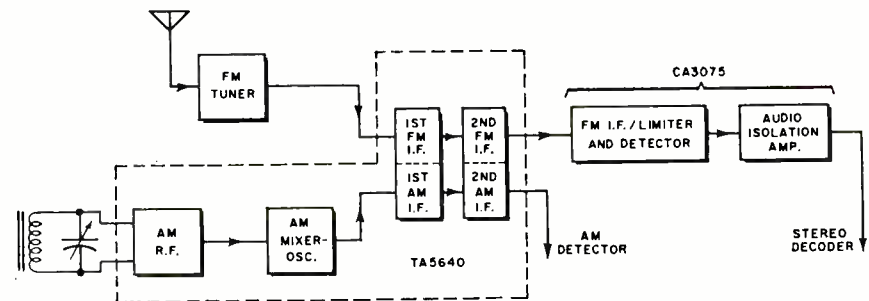 FM
TUNER
CA3075
1ST
FM
I.F.
2ND
FM
I.F.
FM I.F./LIMITER
AND DETECTOR
AUDIO
ISOLATION
AMP.
1ST
AM
I.F.
2ND
AM
I.F.
AM
R.F.
AM
MIXER-
OSC.
TA5640
AM
DETECTOR
STEREO
DECODER